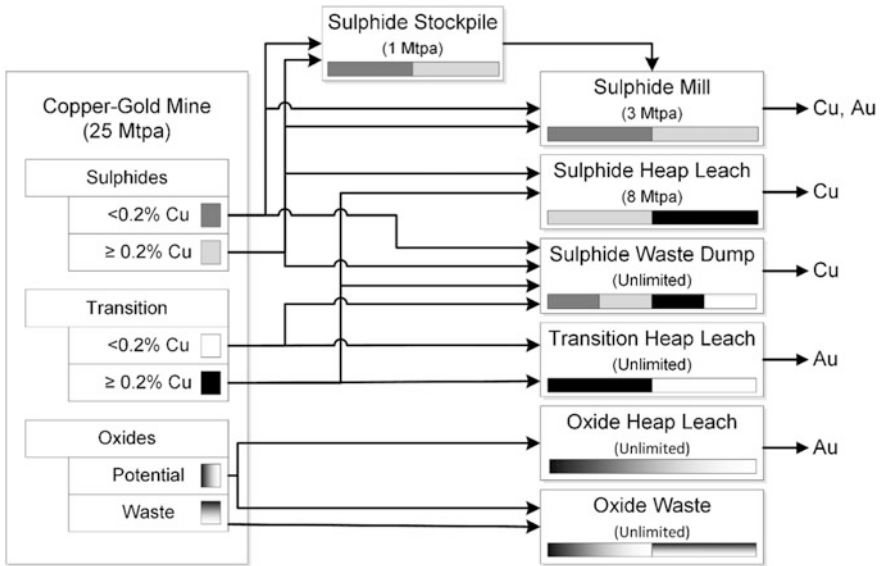 Sulphide Stockpile
(1 Mtpa)
Copper-Gold Mine
(25 Mtpa)
Sulphides
<0.2% Cu
≥ 0.2% Cu
Transition
<0.2% Cu
≥ 0.2% Cu
Oxides
Potential
Waste
Sulphide Mill
(3 Mtpa)
Cu, Au
Sulphide Heap Leach
(8 Mtpa)
Cu
Sulphide Waste Dump
(Unlimited)
Cu
Transition Heap Leach
(Unlimited)
Au
Oxide Heap Leach
(Unlimited)
Au
Oxide Waste
(Unlimited)